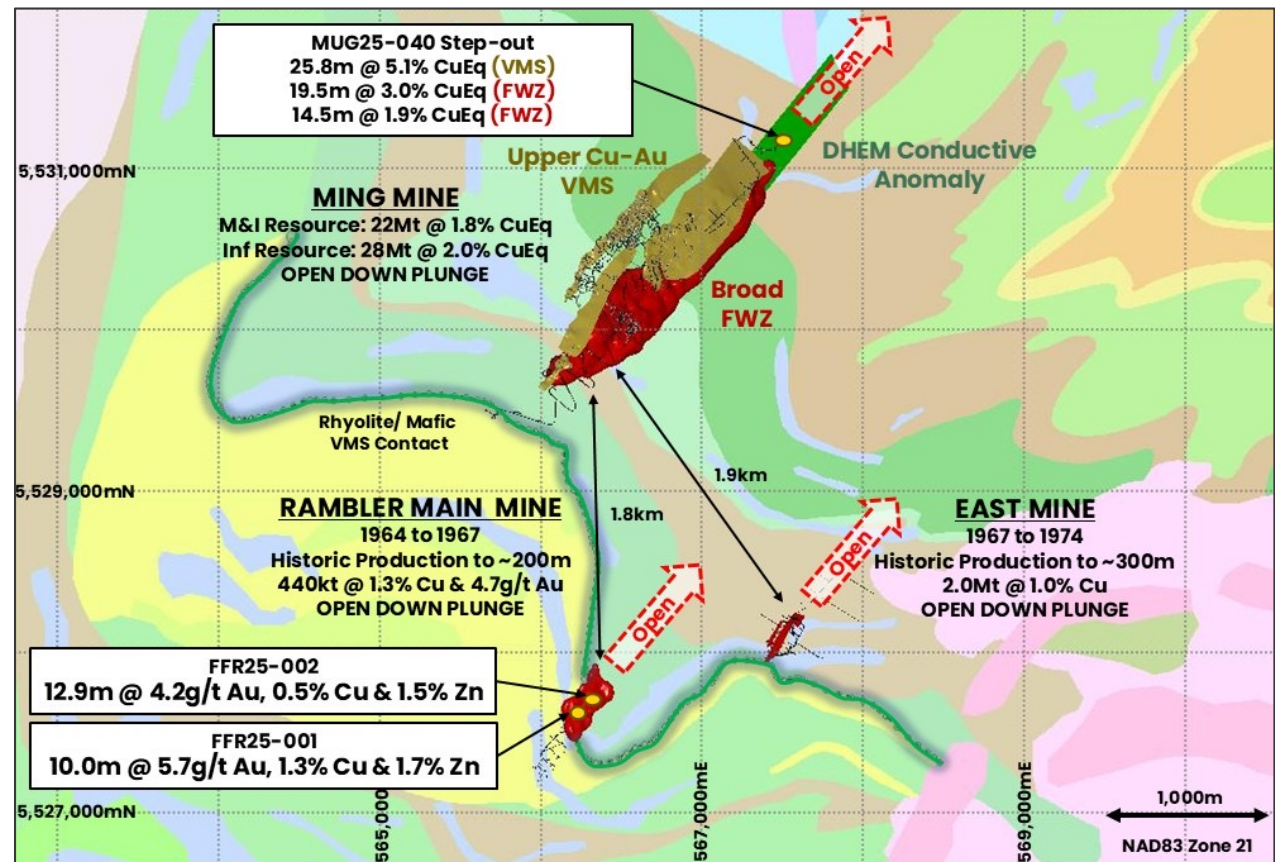 MUG25-040 Step-out
25.8m @ 5.1% CuEq (VMS)
19.5m @ 3.0% CuEq (FWZ)
14.5m @ 1.9% CuEq (FWZ)
Open
5,531,000mN
Upper Cu-Au
VMS
DHEM Conductive
Anomaly
MING MINE
M&I Resource: 22Mt @ 1.8% CuEq
Inf Resource: 28Mt @ 2.0% CuEq
OPEN DOWN PLUNGE
Broad
FWZ
Rhyolite/ Mafic
VMS Contact
5,529,000mN
1.9km
1.8km
RAMBLER MAIN MINE
1964 to 1967
Historic Production to ~200m
440kt @ 1.3% Cu & 4.7g/t Au
OPEN DOWN PLUNGE
Open
EAST MINE
1967 to 1974
Historic Production to ~300m
2.0Mt @ 1.0% Cu
OPEN DOWN PLUNGE
Open
FFR25-002
12.9m @ 4.2g/t Au, 0.5% Cu & 1.5% Zn
FFR25-001
10.0m @ 5.7g/t Au, 1.3% Cu & 1.7% Zn
5,527,000mN
565,000
567,000mE
569,000mE
1,000m
NAD83 Zone 21